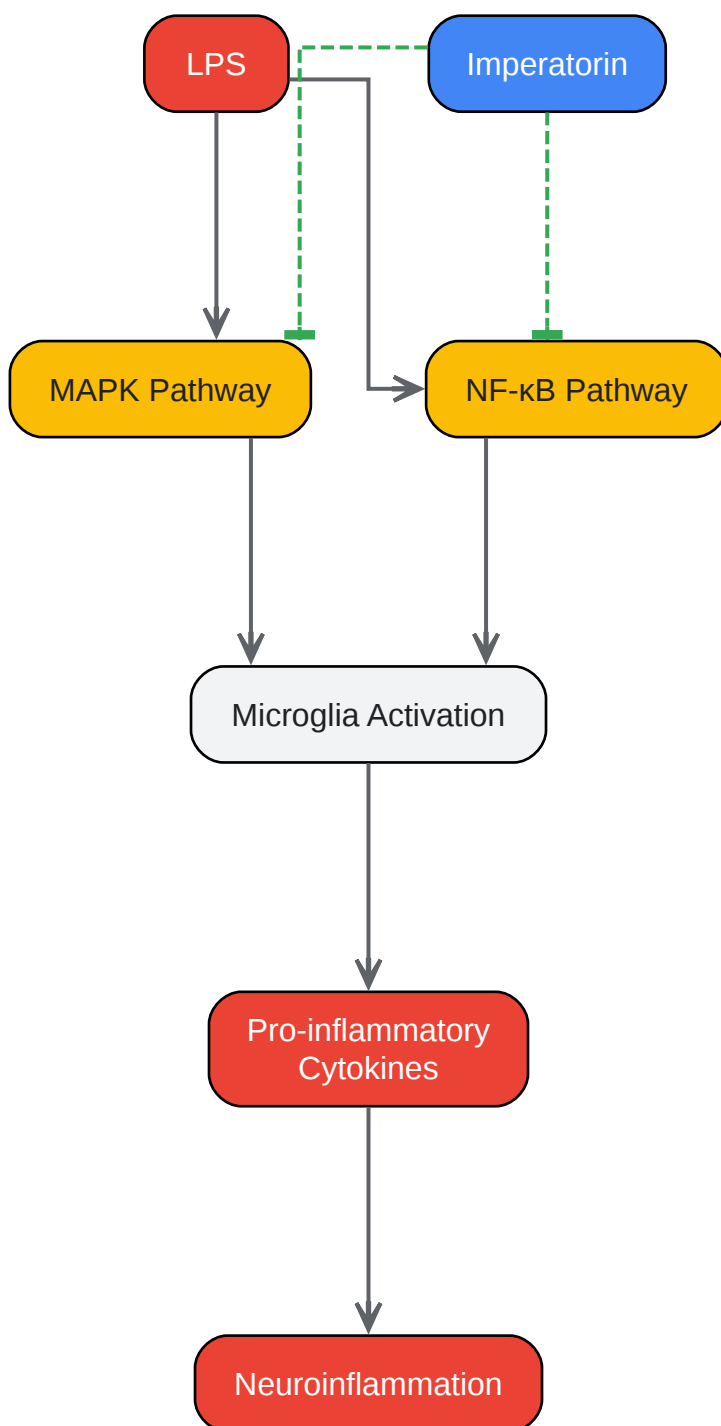 LPS
Imperatorin
MAPK Pathway
NF-κB Pathway
Microglia Activation
Pro-inflammatory
Cytokines
Neuroinflammation